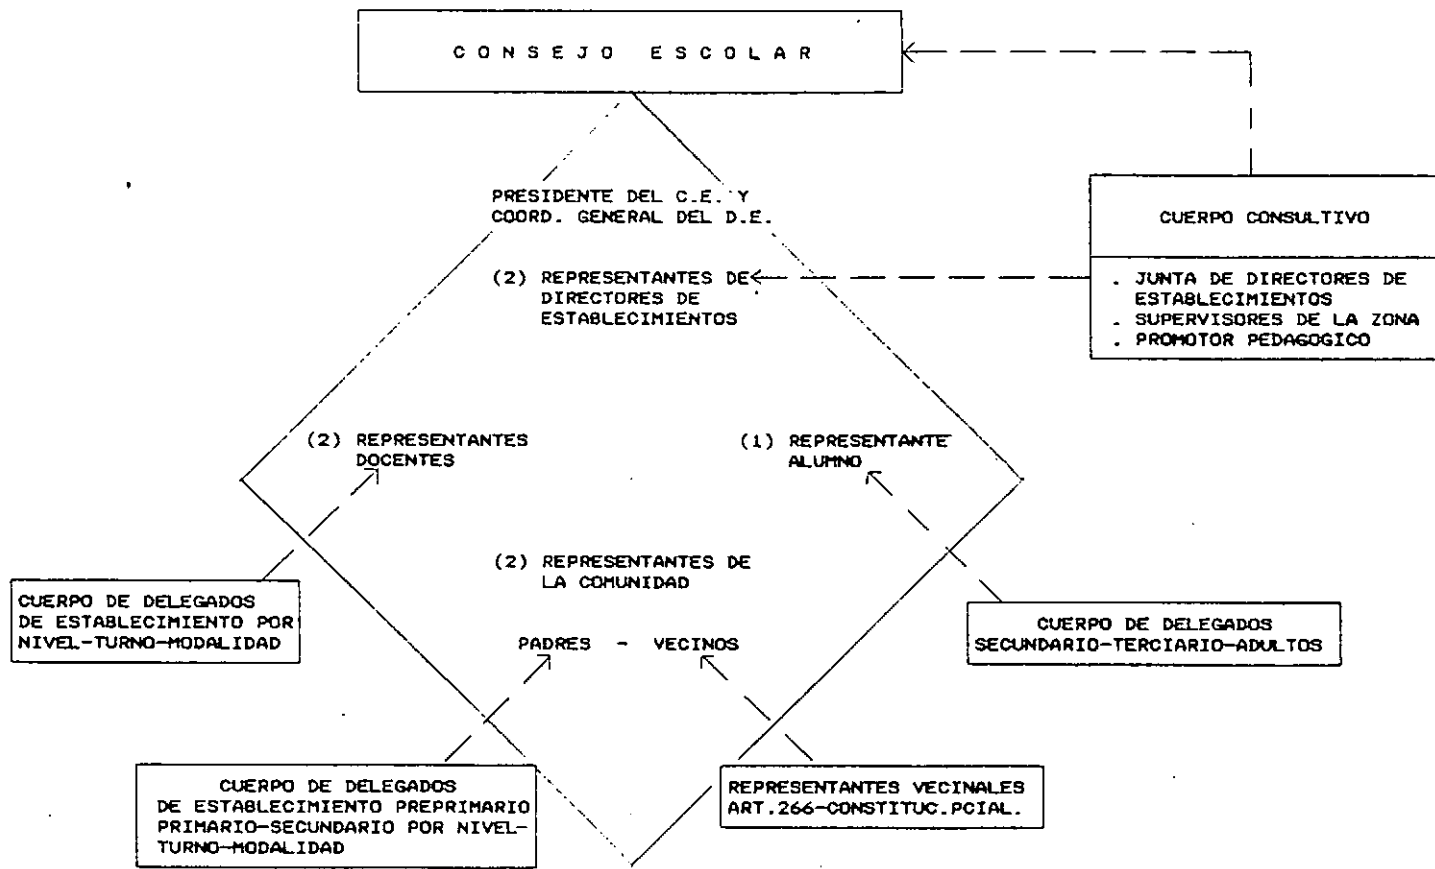 CONSEJO ESCOLAR
PRESIDENTE DEL C.E. Y
COORD. GENERAL DEL D.E.
CUERPO CONSULTIVO
(2) REPRESENTANTES DE
DIRECTORES DE
ESTABLECIMIENTOS
. JUNTA DE DIRECTORES DE
ESTABLECIMIENTOS
. SUPERVISORES DE LA ZONA
. PROMOTOR PEDAGOGICO
(2) REPRESENTANTES
DOCENTES
(1) REPRESENTANTE
ALUMNO
(2) REPRESENTANTES DE
LA COMUNIDAD
PADRES - VECINOS
CUERPO DE DELEGADOS
DE ESTABLECIMIENTO POR
NIVEL-TURNO-MODALIDAD
CUERPO DE DELEGADOS
SECUNDARIO-TERCIARIO-ADULTOS
CUERPO DE DELEGADOS
DE ESTABLECIMIENTO PREPRIMARIO
PRIMARIO-SECUNDARIO POR NIVEL-
TURNO-MODALIDAD
REPRESENTANTES VECINALES
ART.266-CONSTITUC.PCIAL.